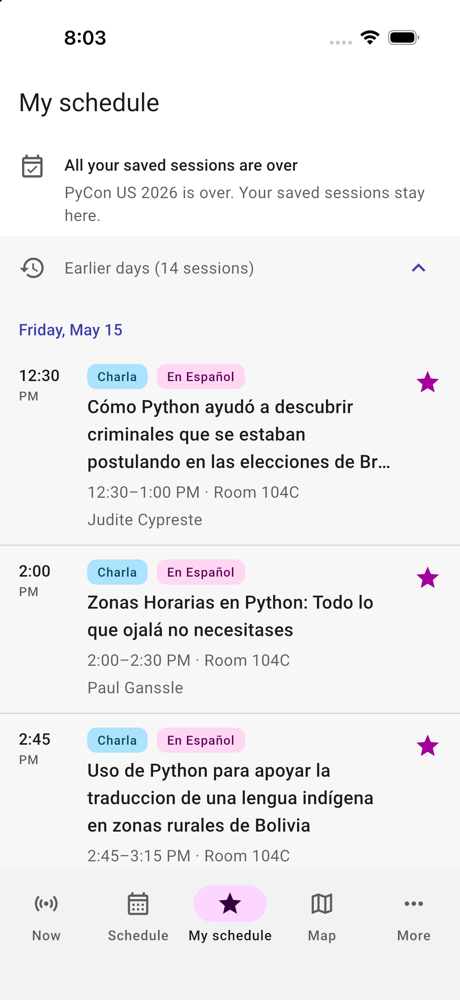 8:03
My schedule
All your saved sessions are over
PyCon US 2026 is over. Your saved sessions stay
here.
Earlier days (14 sessions)
Friday, May 15
12:30
PM
Charla
En Español
Cómo Python ayudó a descubrir
criminales que se estaban
postulando en las elecciones de Br…
12:30–1:00 PM · Room 104C
Judite Cypreste
2:00
PM
Charla
En Español
Zonas Horarias en Python: Todo lo
que ojalá no necesitases
2:00–2:30 PM · Room 104C
Paul Ganssle
2:45
PM
Charla
En Español
Uso de Python para apoyar la
traduccion de una lengua indígena
en zonas rurales de Bolivia
2:45–3:15 PM · Room 104C
Now
Schedule
My schedule
Map
More